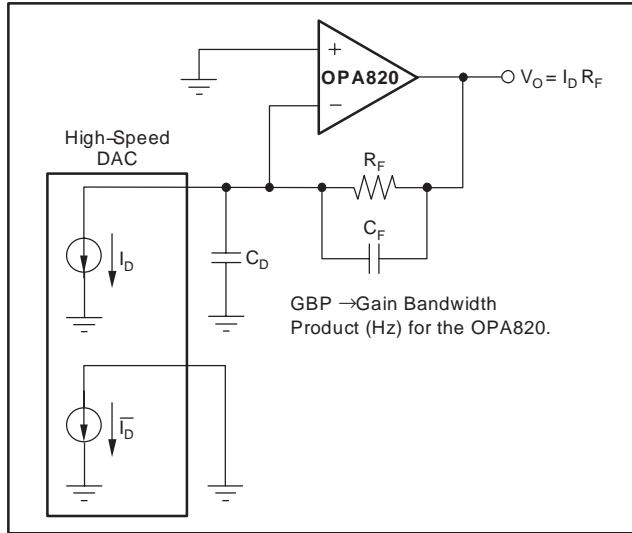 +
OPA820
−
V_O = I_D R_F
High–Speed
DAC
R_F
C_F
I_D
C_D
GBP →Gain Bandwidth
Product (Hz) for the OPA820.
I̅_D